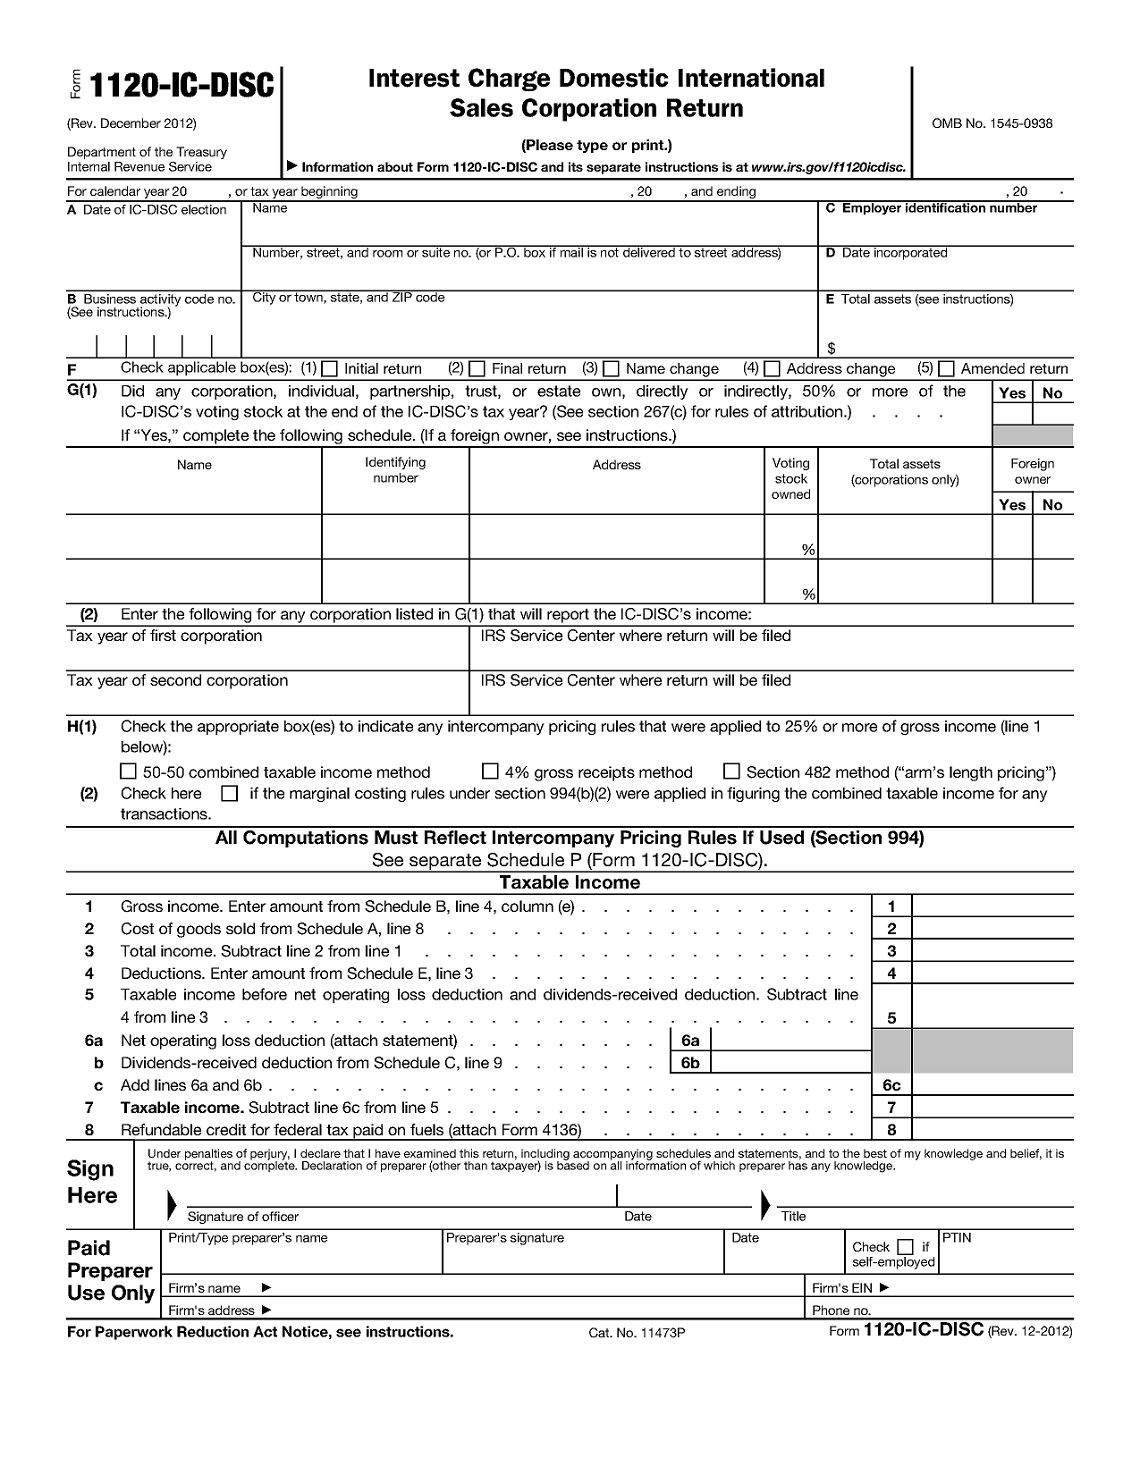 Form 1120-IC-DISC
(Rev. December 2012)
Department of the Treasury
Internal Revenue Service
Interest Charge Domestic International
Sales Corporation Return
(Please type or print.)
▶ Information about Form 1120-IC-DISC and its separate instructions is at www.irs.gov/f1120icdisc.
OMB No. 1545-0938
For calendar year 20 , or tax year beginning , 20 , and ending , 20 .
A Date of IC-DISC election
Name
C Employer identification number
Number, street, and room or suite no. (or P.O. box if mail is not delivered to street address)
D Date incorporated
B Business activity code no.
(See instructions.)
City or town, state, and ZIP code
E Total assets (see instructions)
$
F Check applicable box(es): (1) Initial return (2) Final return (3) Name change (4) Address change (5) Amended return
G(1) Did any corporation, individual, partnership, trust, or estate own, directly or indirectly, 50% or more of the
IC-DISC's voting stock at the end of the IC-DISC's tax year? (See section 267(c) for rules of attribution.) . . . .
Yes No
If “Yes,” complete the following schedule. (If a foreign owner, see instructions.)
Name
Identifying
number
Address
Voting
stock
owned
Total assets
(corporations only)
Foreign
owner
Yes No
%
%
(2) Enter the following for any corporation listed in G(1) that will report the IC-DISC's income:
Tax year of first corporation IRS Service Center where return will be filed
Tax year of second corporation IRS Service Center where return will be filed
H(1) Check the appropriate box(es) to indicate any intercompany pricing rules that were applied to 25% or more of gross income (line 1
below):
50-50 combined taxable income method 4% gross receipts method Section 482 method (“arm's length pricing”)
(2) Check here if the marginal costing rules under section 994(b)(2) were applied in figuring the combined taxable income for any
transactions.
All Computations Must Reflect Intercompany Pricing Rules If Used (Section 994)
See separate Schedule P (Form 1120-IC-DISC).
Taxable Income
1 Gross income. Enter amount from Schedule B, line 4, column (e) . . . . . . . . . . . . . 1
2 Cost of goods sold from Schedule A, line 8 . . . . . . . . . . . . . . . . . . . 2
3 Total income. Subtract line 2 from line 1 . . . . . . . . . . . . . . . . . . . . 3
4 Deductions. Enter amount from Schedule E, line 3 . . . . . . . . . . . . . . . . . 4
5 Taxable income before net operating loss deduction and dividends-received deduction. Subtract line
4 from line 3 . . . . . . . . . . . . . . . . . . . . . . . . 5
6a Net operating loss deduction (attach statement) . . . . . . . . . 6a
b Dividends-received deduction from Schedule C, line 9 . . . . . . . 6b
c Add lines 6a and 6b . . . . . . . . . . . . . . . . . . . . . . 6c
7 Taxable income. Subtract line 6c from line 5 . . . . . . . . . . . . . . . . . . . 7
8 Refundable credit for federal tax paid on fuels (attach Form 4136) . . . . . . . . . . . . 8
Sign
Here
Under penalties of perjury, I declare that I have examined this return, including accompanying schedules and statements, and to the best of my knowledge and belief, it is
true, correct, and complete. Declaration of preparer (other than taxpayer) is based on all information of which preparer has any knowledge.
Signature of officer Date Title
Paid
Preparer
Use Only
Print/Type preparer's name Preparer's signature Date
Check if
self-employed
PTIN
Firm's name ▶ Firm's EIN ▶
Firm's address ▶ Phone no.
For Paperwork Reduction Act Notice, see instructions. Cat. No. 11473P Form 1120-IC-DISC (Rev. 12-2012)